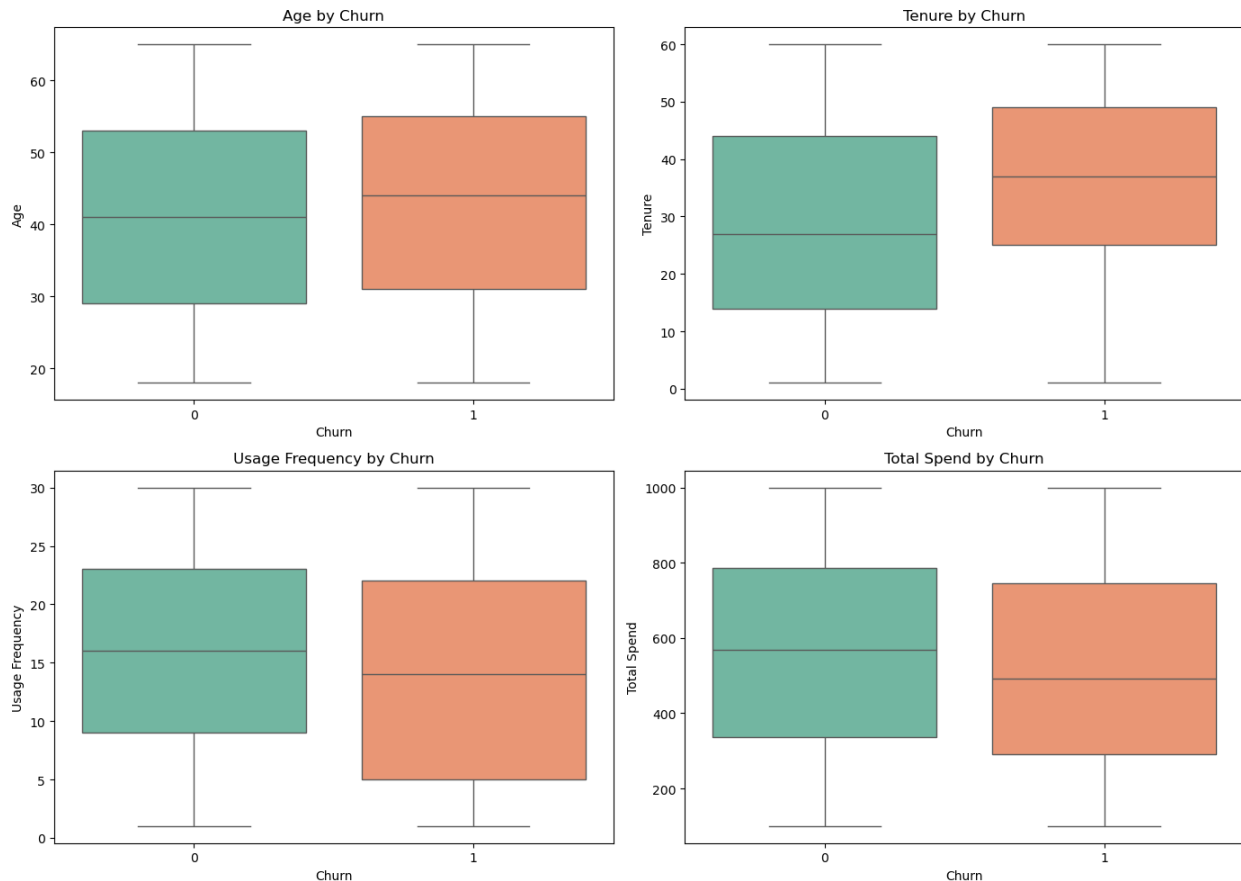 Age by Churn
Age
60
50
40
30
20
0
1
Churn
Tenure by Churn
Tenure
60
50
40
30
20
10
0
0
1
Churn
Usage Frequency by Churn
Usage Frequency
30
25
20
15
10
5
0
0
1
Churn
Total Spend by Churn
Total Spend
1000
800
600
400
200
0
1
Churn